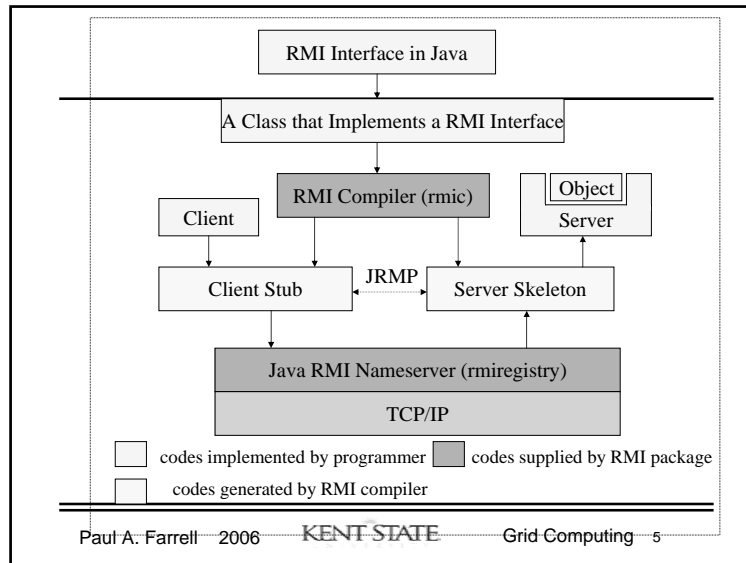 RMI Interface in Java
A Class that Implements a RMI Interface
RMI Compiler (rmic)
Object
Server
Client
JRMP
Client Stub
Server Skeleton
Java RMI Nameserver (rmiregistry)
TCP/IP
codes implemented by programmer
codes supplied by RMI package
codes generated by RMI compiler
Paul A. Farrell 2006
KENT STATE
Grid Computing 5